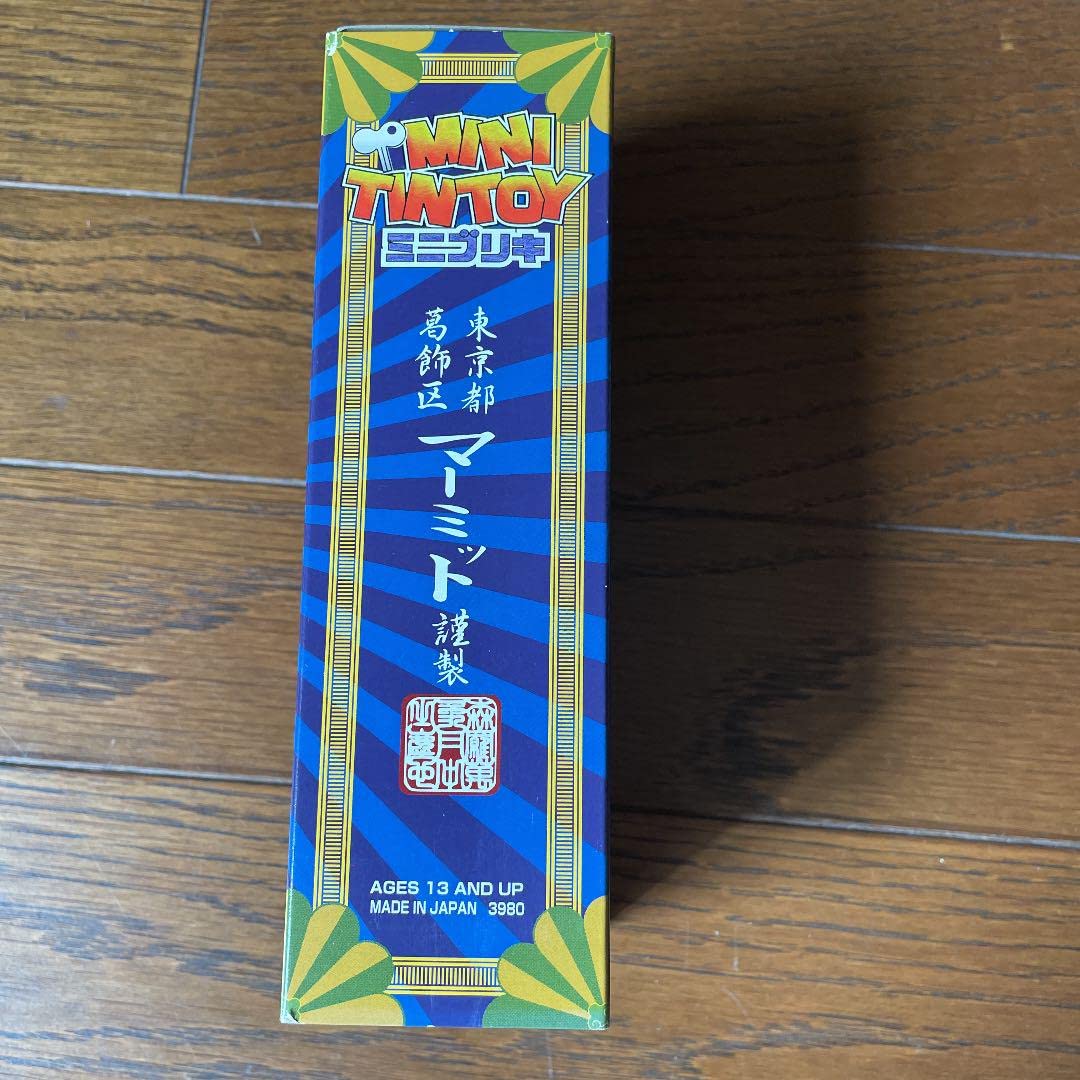 MINI
TINTOY
ミニブリキ
東京都
葛飾区
マーミット
謹製
AGES 13 AND UP
MADE IN JAPAN 3980